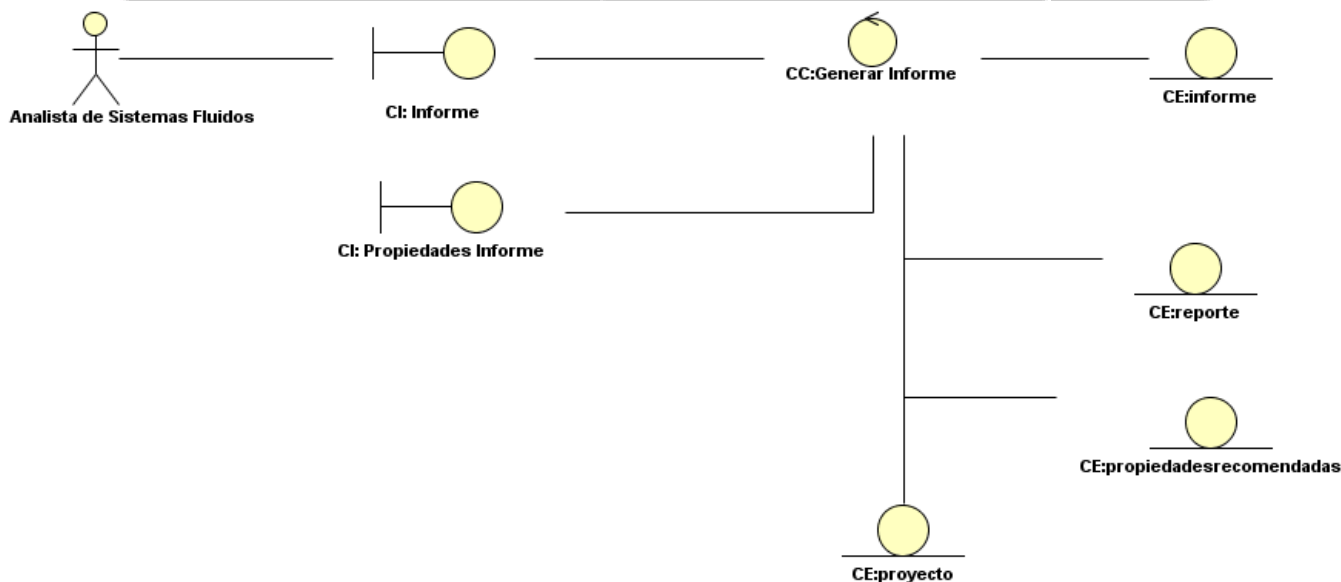 Analista de Sistemas Fluidos
CI: Informe
CC:Generar Informe
CE:informe
CI: Propiedades Informe
CE:reporte
CE:propiedadesrecomendadas
CE:proyecto